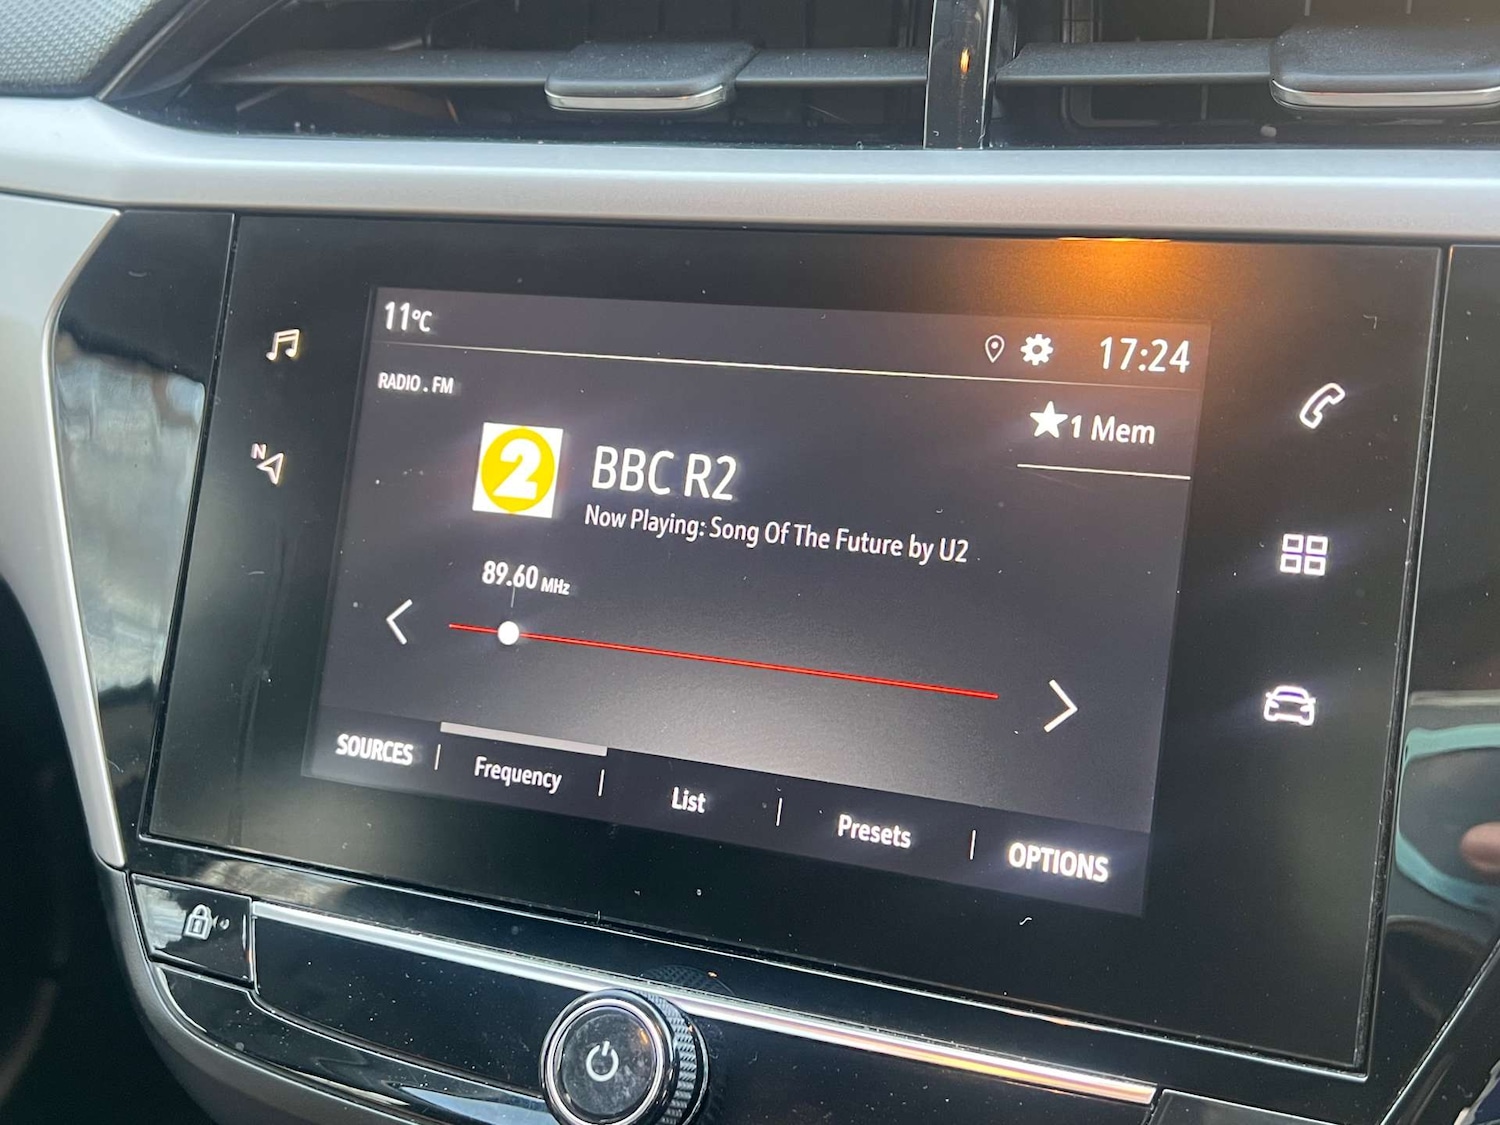 11°C
17:24
RADIO . FM
1 Mem
2
BBC R2
Now Playing: Song Of The Future by U2
89.60 MHz
N
SOURCES | Frequency | List | Presets | OPTIONS